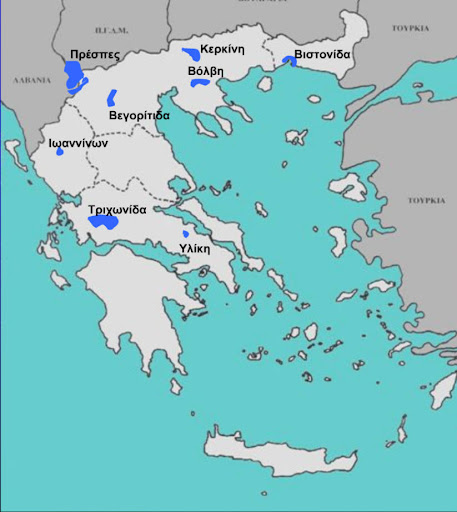 Π.Γ.Δ.Μ.
ΤΟΥΡΚΙΑ
Πρέσπες
Κερκίνη
Βιστονίδα
ΑΛΒΑΝΙΑ
Βόλβη
Βεγορίτιδα
Ιωαννίνων
ΤΟΥΡΚΙΑ
Τριχωνίδα
Υλίκη